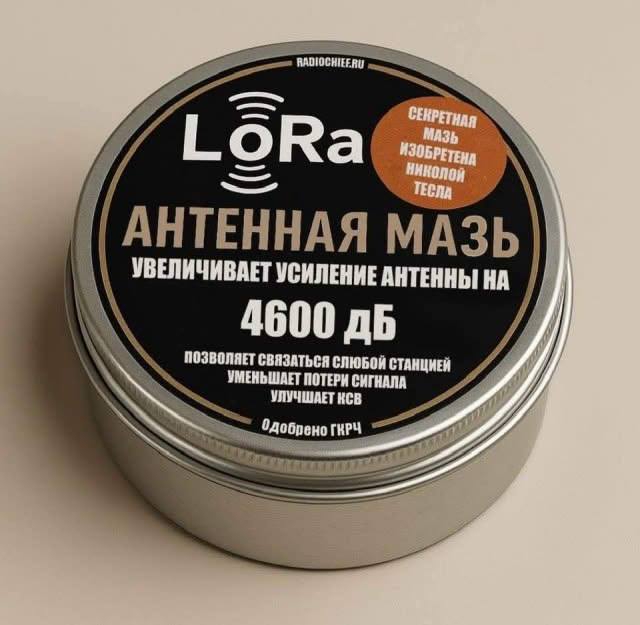 RADIOCHIEF.RU
LoRa
СЕКРЕТНАЯ
МАЗЬ
ИЗОБРЕТЕНА
НИКОЛОЙ
ТЕСЛА
АНТЕННАЯ МАЗЬ
УВЕЛИЧИВАЕТ УСИЛЕНИЕ АНТЕННЫ НА
4600 дБ
ПОЗВОЛЯЕТ СВЯЗАТЬСЯ СЛЮБОЙ СТАНЦИЕЙ
УМЕНЬШАЕТ ПОТЕРИ СИГНАЛА
УЛУЧШАЕТ КСВ
Одобрено ГКРЧ